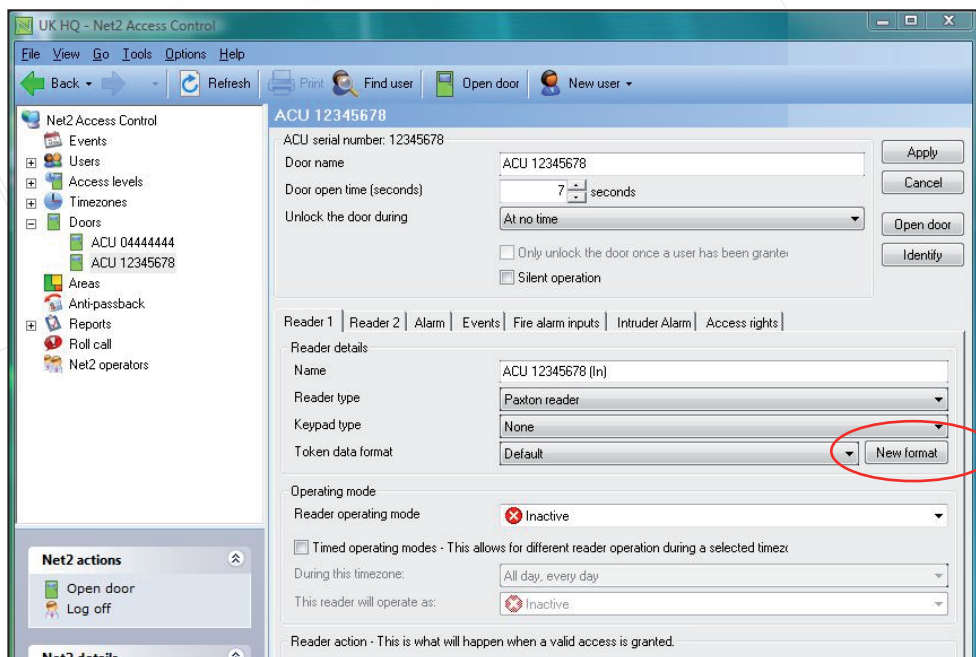 UK HQ - Net2 Access Control
File View Go Tools Options Help
Back Refresh Print Find user Open door New user
Net2 Access Control
Events
Users
Access levels
Timezones
Doors
ACU 04444444
ACU 12345678
Areas
Anti-passback
Reports
Roll call
Net2 operators
Net2 actions
Open door
Log off
Net2 details
ACU 12345678
ACU serial number: 12345678
Door name ACU 12345678
Door open time (seconds) 7 seconds
Unlock the door during At no time
Only unlock the door once a user has been grante
Silent operation
Apply
Cancel
Open door
Identify
Reader 1 Reader 2 Alarm Events Fire alarm inputs Intruder Alarm Access rights
Reader details
Name ACU 12345678 (In)
Reader type Paxton reader
Keypad type None
Token data format Default New format
Operating mode
Reader operating mode Inactive
Timed operating modes - This allows for different reader operation during a selected timez
During this timezone: All day, every day
This reader will operate as: Inactive
Reader action - This is what will happen when a valid access is granted.